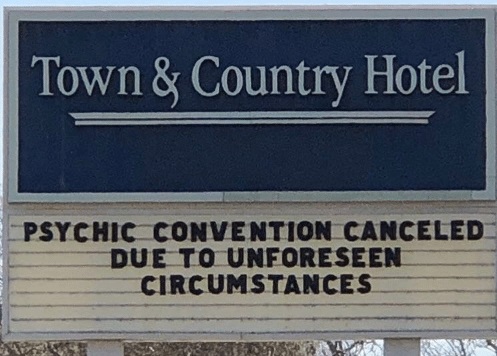 Town & Country Hotel
PSYCHIC CONVENTION CANCELED
DUE TO UNFORESEEN
CIRCUMSTANCES